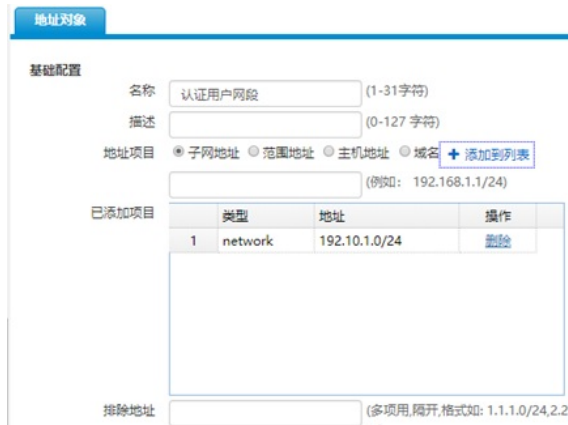 地址对象
基础配置
名称 认证用户网段 (1-31字符)
描述 (0-127 字符)
地址项目 子网地址 范围地址 主机地址 域名 + 添加到列表
(例如: 192.168.1.1/24)
已添加项目 类型 地址 操作
1 network 192.10.1.0/24 删除
排除地址 (多项用,隔开,格式如: 1.1.1.0/24,2.2